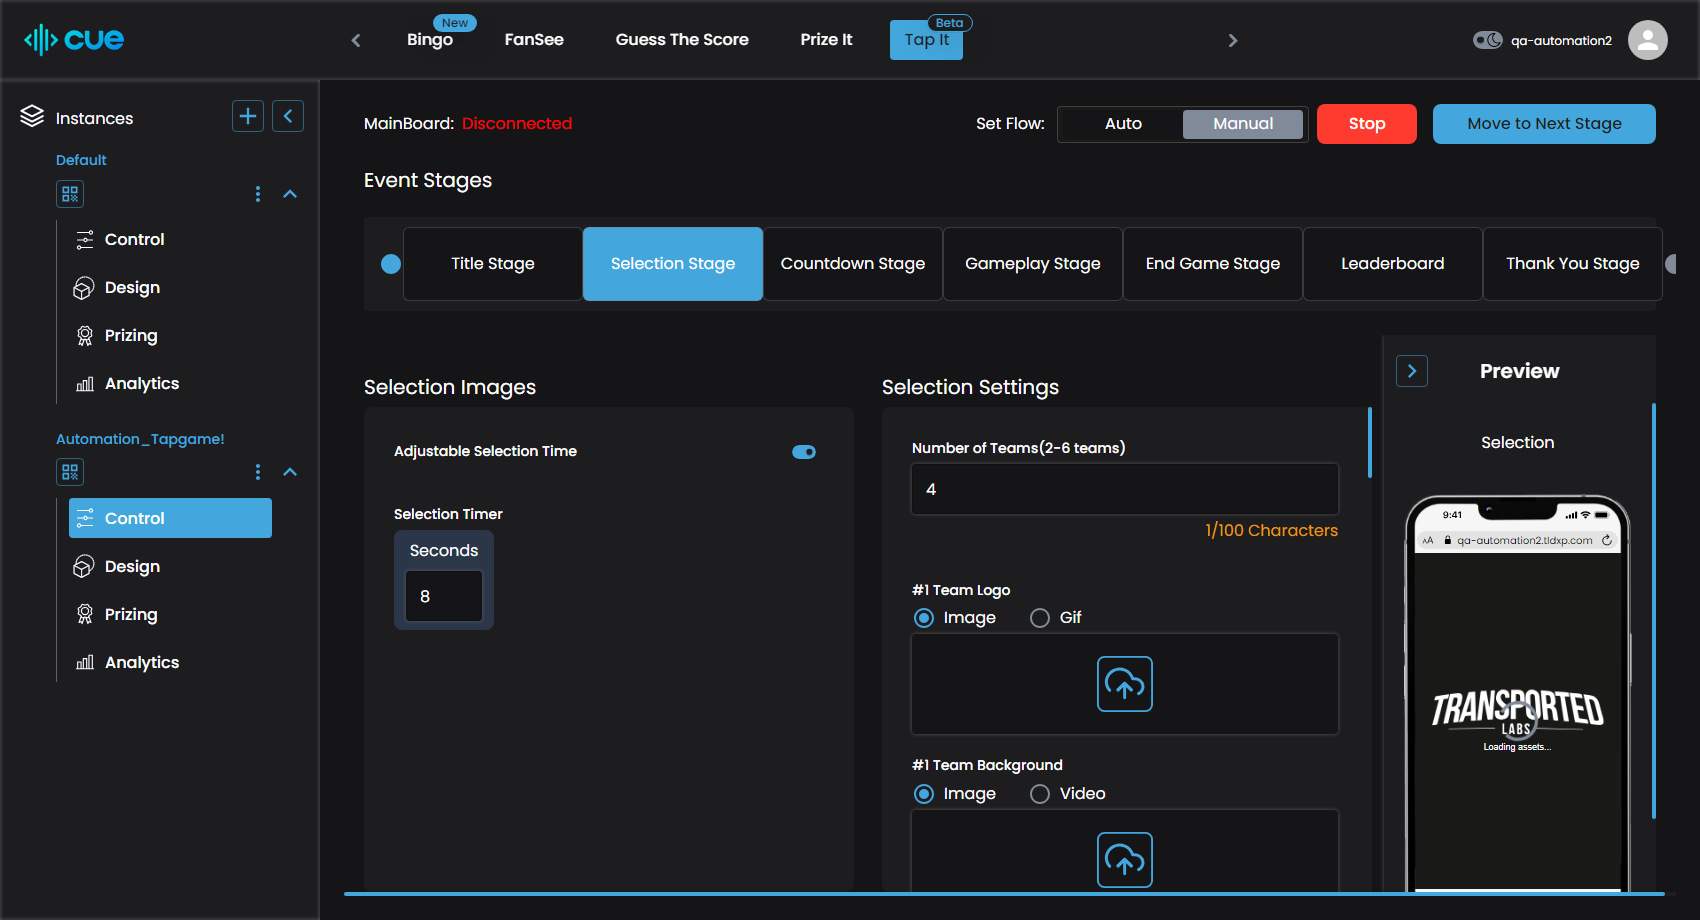 cue
Bingo
New
FanSee
Guess The Score
Prize It
Tap It
Beta
qa-automation2
Instances
Default
Control
Design
Prizing
Analytics
Automation_Tapgame!
Control
Design
Prizing
Analytics
MainBoard: Disconnected
Set Flow:
Auto
Manual
Stop
Move to Next Stage
Event Stages
Title Stage
Selection Stage
Countdown Stage
Gameplay Stage
End Game Stage
Leaderboard
Thank You Stage
Selection Images
Adjustable Selection Time
Selection Timer
Seconds
8
Selection Settings
Number of Teams(2-6 teams)
4
1/100 Characters
#1 Team Logo
Image
Gif
#1 Team Background
Image
Video
Preview
Selection
9:41
AA
qa-automation2.tldxp.com
TRANSPORTED
LABS
Loading assets...